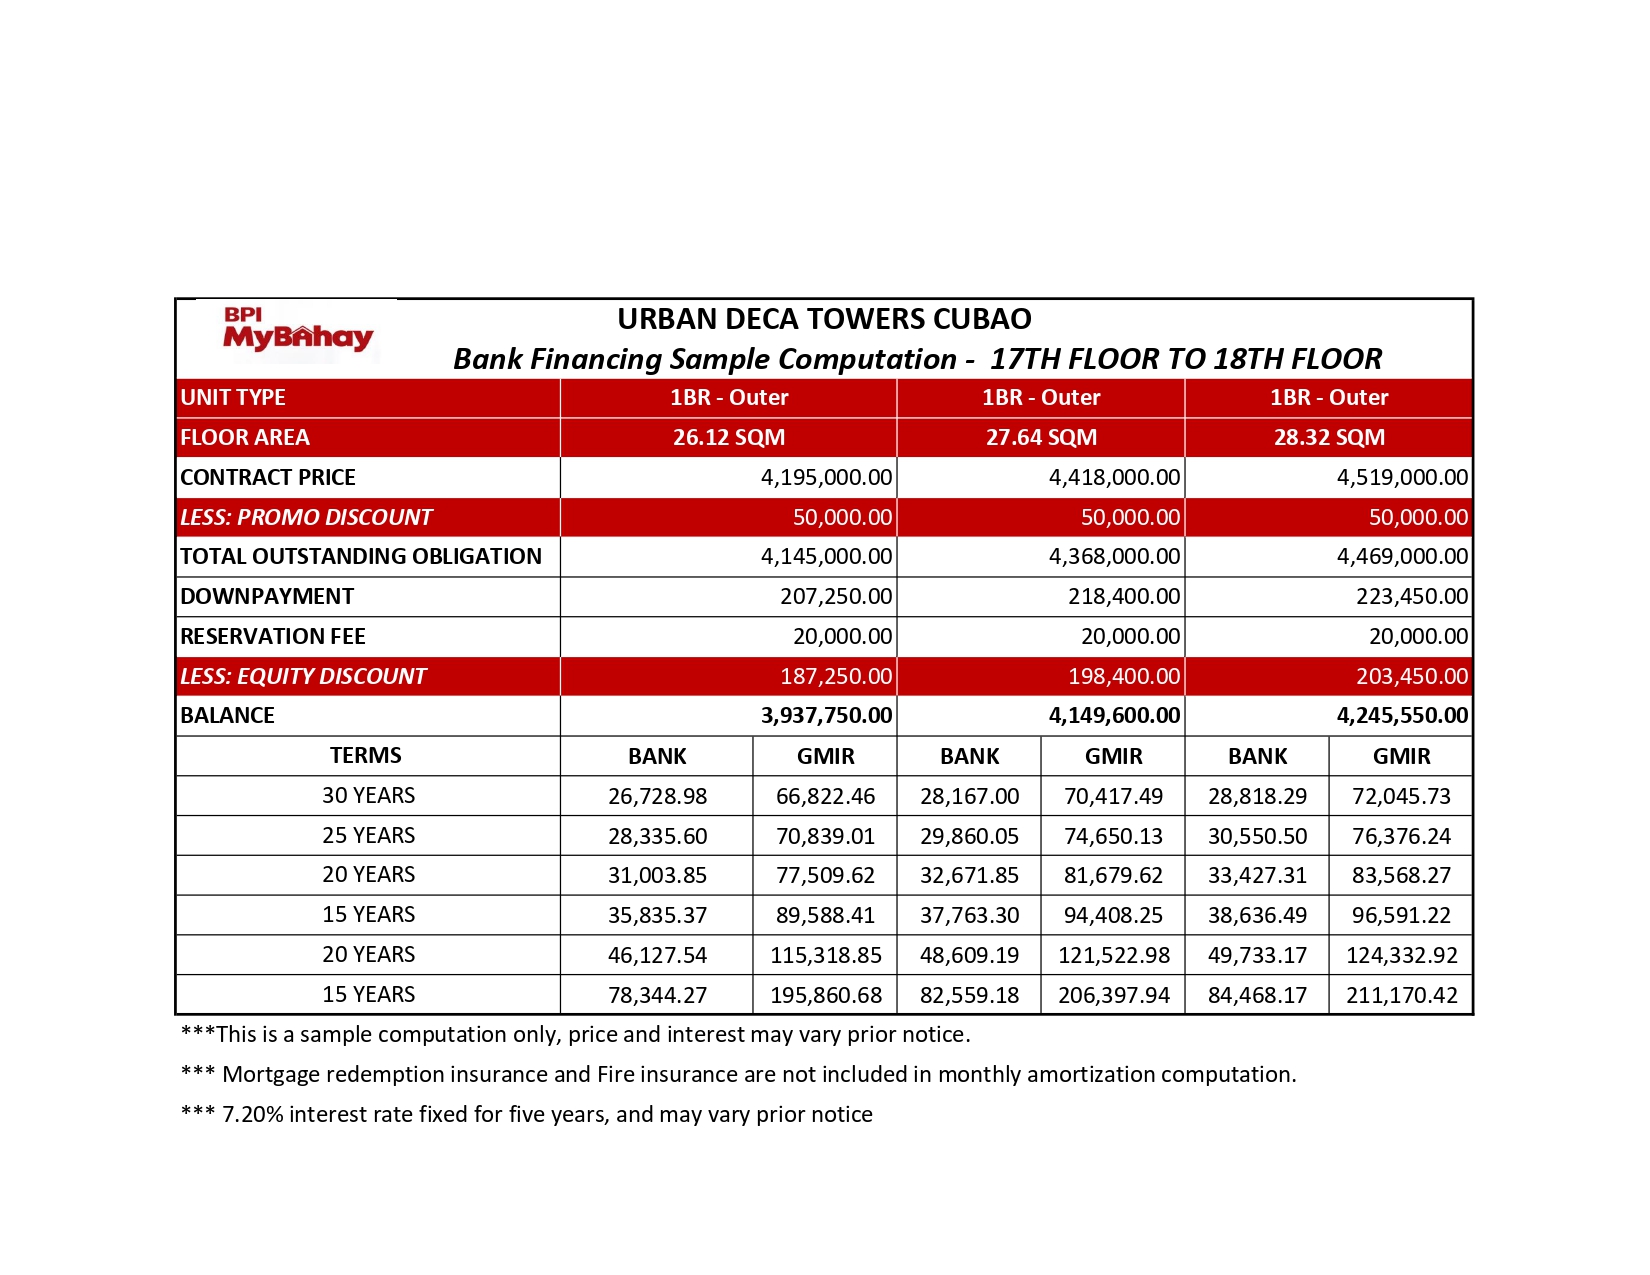 BPI
MyBahay
URBAN DECA TOWERS CUBAO
Bank Financing Sample Computation - 17TH FLOOR TO 18TH FLOOR
UNIT TYPE 1BR - Outer 1BR - Outer 1BR - Outer
FLOOR AREA 26.12 SQM 27.64 SQM 28.32 SQM
CONTRACT PRICE 4,195,000.00 4,418,000.00 4,519,000.00
LESS: PROMO DISCOUNT 50,000.00 50,000.00 50,000.00
TOTAL OUTSTANDING OBLIGATION 4,145,000.00 4,368,000.00 4,469,000.00
DOWNPAYMENT 207,250.00 218,400.00 223,450.00
RESERVATION FEE 20,000.00 20,000.00 20,000.00
LESS: EQUITY DISCOUNT 187,250.00 198,400.00 203,450.00
BALANCE 3,937,750.00 4,149,600.00 4,245,550.00
TERMS BANK GMIR BANK GMIR BANK GMIR
30 YEARS 26,728.98 66,822.46 28,167.00 70,417.49 28,818.29 72,045.73
25 YEARS 28,335.60 70,839.01 29,860.05 74,650.13 30,550.50 76,376.24
20 YEARS 31,003.85 77,509.62 32,671.85 81,679.62 33,427.31 83,568.27
15 YEARS 35,835.37 89,588.41 37,763.30 94,408.25 38,636.49 96,591.22
20 YEARS 46,127.54 115,318.85 48,609.19 121,522.98 49,733.17 124,332.92
15 YEARS 78,344.27 195,860.68 82,559.18 206,397.94 84,468.17 211,170.42
***This is a sample computation only, price and interest may vary prior notice.
*** Mortgage redemption insurance and Fire insurance are not included in monthly amortization computation.
*** 7.20% interest rate fixed for five years, and may vary prior notice